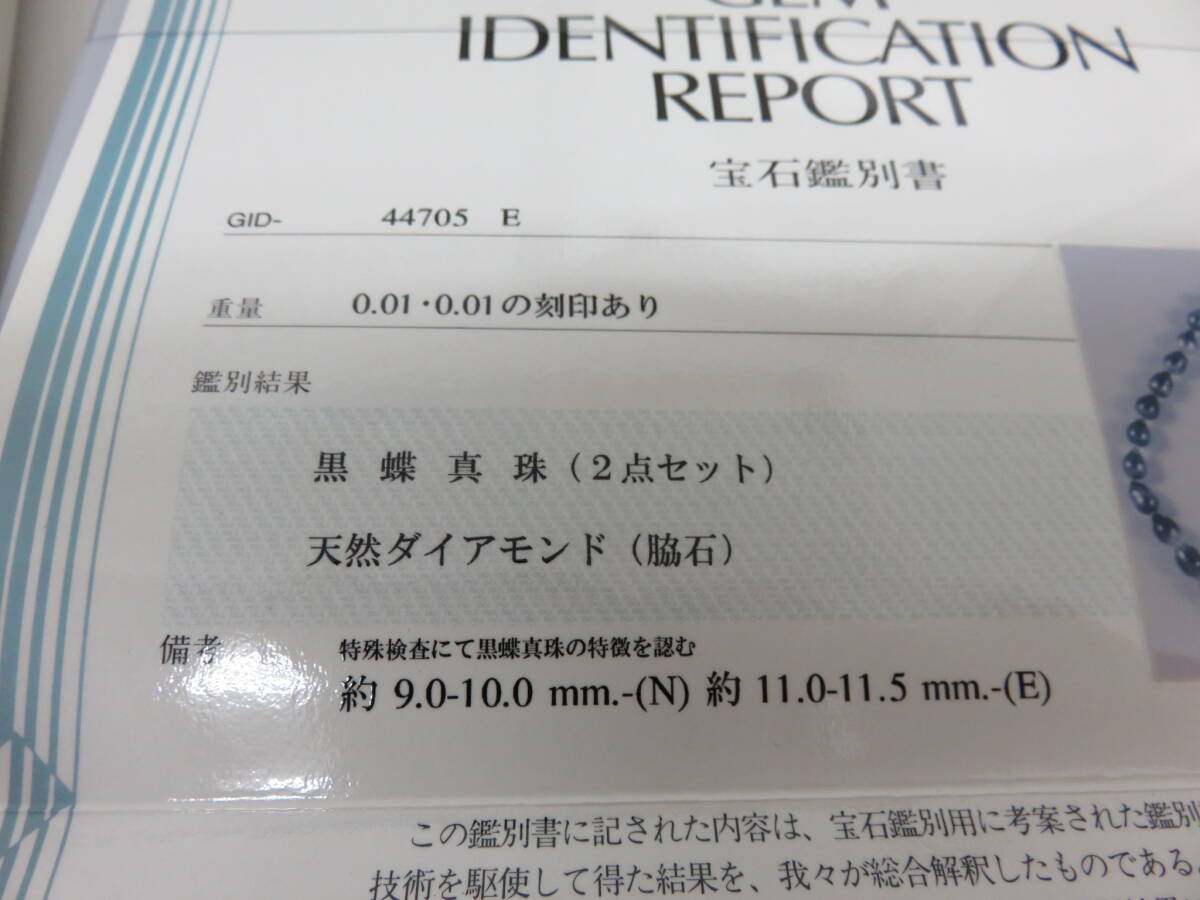 GEM
IDENTIFICATION
REPORT
宝石鑑別書
GID- 44705 E
重量 0.01・0.01の刻印あり
鑑別結果
黒 蝶 真 珠（2点セット）
天然ダイアモンド（脇石）
備考 特殊検査にて黒蝶真珠の特徴を認む
約 9.0-10.0 mm.-(N) 約 11.0-11.5 mm.-(E)
この鑑別書に記された内容は、宝石鑑別用に考案された鑑別
技術を駆使して得た結果を、我々が総合解釈したものである。